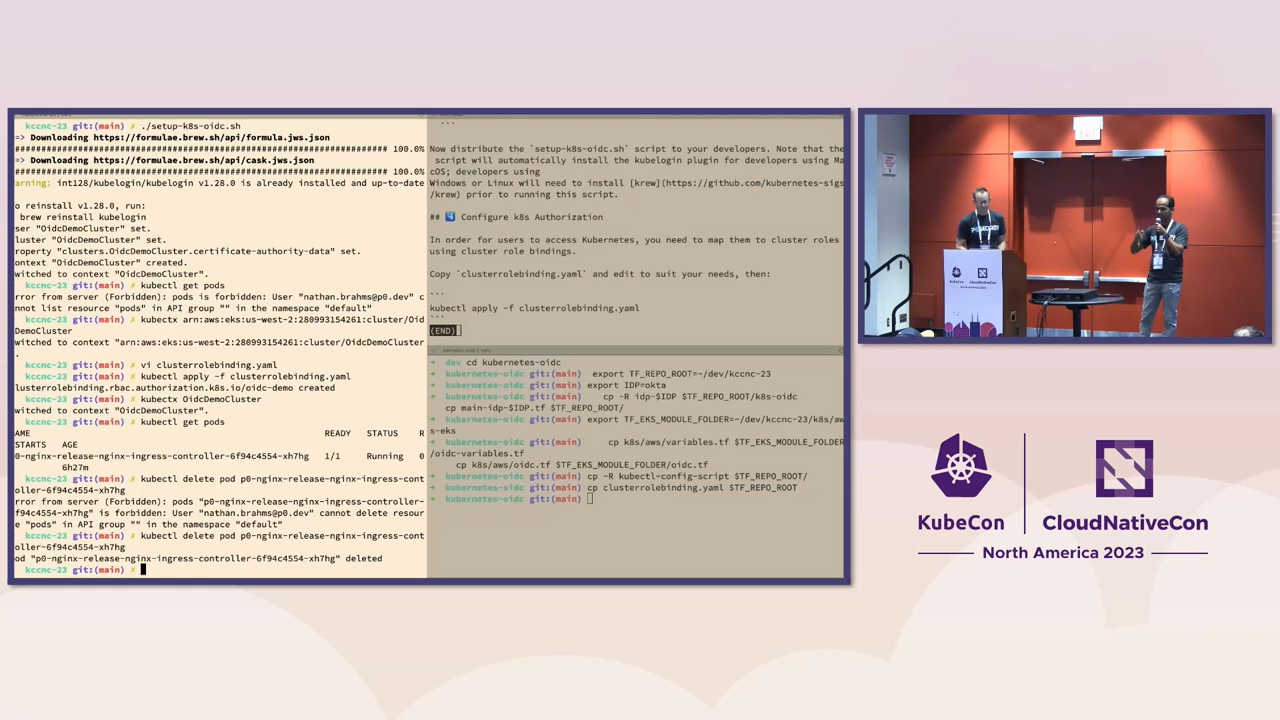 kccnc-23 git:(main) ✗ ./setup-k8s-oidc.sh
=> Downloading https://formulae.brew.sh/api/formula.jws.json
################################################################## 100.0%
=> Downloading https://formulae.brew.sh/api/cask.jws.json
################################################################## 100.0%
arning: int128/kubelogin/kubelogin v1.28.0 is already installed and up-to-date
o reinstall v1.28.0, run:
brew reinstall kubelogin
ser "OidcDemoCluster" set.
luster "OidcDemoCluster" set.
roperty "clusters.OidcDemoCluster.certificate-authority-data" set.
ontext "OidcDemoCluster" created.
witched to context "OidcDemoCluster".
kccnc-23 git:(main) ✗ kubectl get pods
rror from server (Forbidden): pods is forbidden: User "nathan.brahms@p0.dev" c
nnot list resource "pods" in API group "" in the namespace "default"
kccnc-23 git:(main) ✗ kubectx arn:aws:eks:us-west-2:280993154261:cluster/Oid
DemoCluster
witched to context "arn:aws:eks:us-west-2:280993154261:cluster/OidcDemoCluster
.
kccnc-23 git:(main) ✗ vi clusterrolebinding.yaml
kccnc-23 git:(main) ✗ kubectl apply -f clusterrolebinding.yaml
lusterrolebinding.rbac.authorization.k8s.io/oidc-demo created
kccnc-23 git:(main) ✗ kubectx OidcDemoCluster
witched to context "OidcDemoCluster".
kccnc-23 git:(main) ✗ kubectl get pods
AME READY STATUS R
STARTS AGE
0-nginx-release-nginx-ingress-controller-6f94c4554-xh7hg 1/1 Running 0
6h27m
kccnc-23 git:(main) ✗ kubectl delete pod p0-nginx-release-nginx-ingress-cont
oller-6f94c4554-xh7hg
rror from server (Forbidden): pods "p0-nginx-release-nginx-ingress-controller-
f94c4554-xh7hg" is forbidden: User "nathan.brahms@p0.dev" cannot delete resour
e "pods" in API group "" in the namespace "default"
kccnc-23 git:(main) ✗ kubectl delete pod p0-nginx-release-nginx-ingress-cont
oller-6f94c4554-xh7hg
od "p0-nginx-release-nginx-ingress-controller-6f94c4554-xh7hg" deleted
kccnc-23 git:(main) ✗
```
Now distribute the `setup-k8s-oidc.sh` script to your developers. Note that the
script will automatically install the kubelogin plugin for developers using Ma
cOS; developers using
Windows or Linux will need to install [krew](https://github.com/kubernetes-sigs
/krew) prior to running this script.
## 4 Configure k8s Authorization
In order for users to access Kubernetes, you need to map them to cluster roles
using cluster role bindings.
Copy `clusterrolebinding.yaml` and edit to suit your needs, then:
```
kubectl apply -f clusterrolebinding.yaml
```
(END)
→ dev cd kubernetes-oidc
→ kubernetes-oidc git:(main) export TF_REPO_ROOT=~/dev/kccnc-23
→ kubernetes-oidc git:(main) export IDP=okta
→ kubernetes-oidc git:(main) cp -R idp-$IDP $TF_REPO_ROOT/k8s-oidc
cp main-idp-$IDP.tf $TF_REPO_ROOT/
→ kubernetes-oidc git:(main) export TF_EKS_MODULE_FOLDER=~/dev/kccnc-23/k8s/aw
s-eks
→ kubernetes-oidc git:(main) cp k8s/aws/variables.tf $TF_EKS_MODULE_FOLDER
/oidc-variables.tf
cp k8s/aws/oidc.tf $TF_EKS_MODULE_FOLDER/oidc.tf
→ kubernetes-oidc git:(main) cp -R kubectl-config-script $TF_REPO_ROOT/
→ kubernetes-oidc git:(main) cp clusterrolebinding.yaml $TF_REPO_ROOT
→ kubernetes-oidc git:(main)
KubeCon
CloudNativeCon
North America 2023
KubeCon
CloudNativeCon
North America 2023